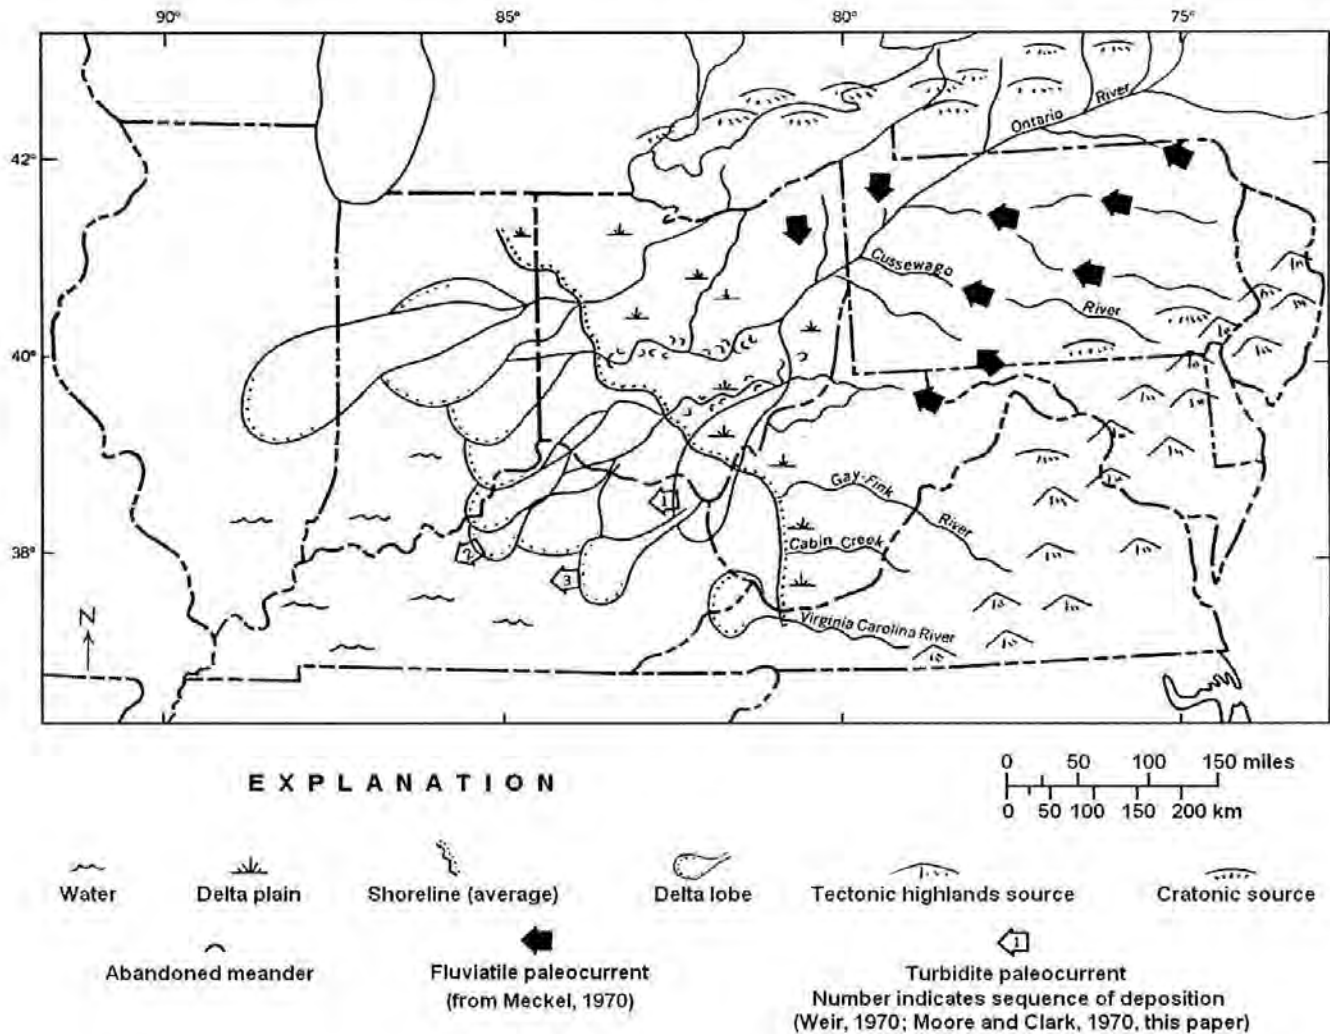 90°
85°
80°
75°
42°
40°
38°
N
Ontario River
Cussewago River
Gay-Fink River
Cabin Creek
Virginia Carolina River
1
2
3
EXPLANATION
0 50 100 150 miles
0 50 100 150 200 km
Water
Delta plain
Shoreline (average)
Delta lobe
Tectonic highlands source
Cratonic source
Abandoned meander
Fluviatile paleocurrent
(from Meckel, 1970)
1
Turbidite paleocurrent
Number indicates sequence of deposition
(Weir, 1970; Moore and Clark, 1970, this paper)